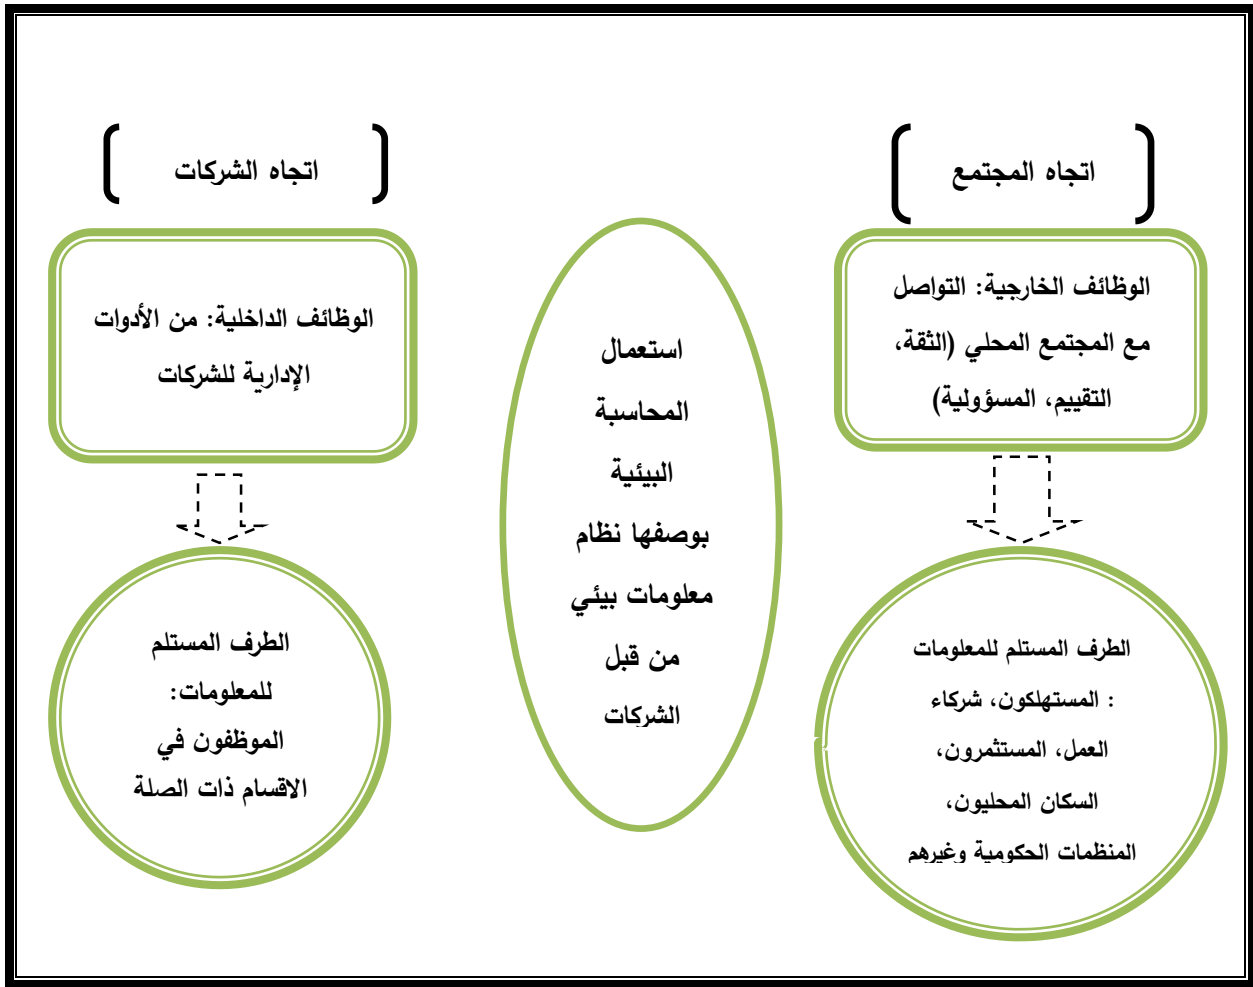 اتجاه المجتمع
الوظائف الخارجية: التواصل
مع المجتمع المحلي (الثقة،
التقييم، المسؤولية)
الطرف المستلم للمعلومات
: المستهلكون، شركاء
العمل، المستثمرون،
السكان المحليون،
المنظمات الحكومية وغيرهم
استعمال
المحاسبة
البيئية
بوصفها نظام
معلومات بيئي
من قبل
الشركات
اتجاه الشركات
الوظائف الداخلية: من الأدوات
الإدارية للشركات
الطرف المستلم
للمعلومات:
الموظفون في
الاقسام ذات الصلة